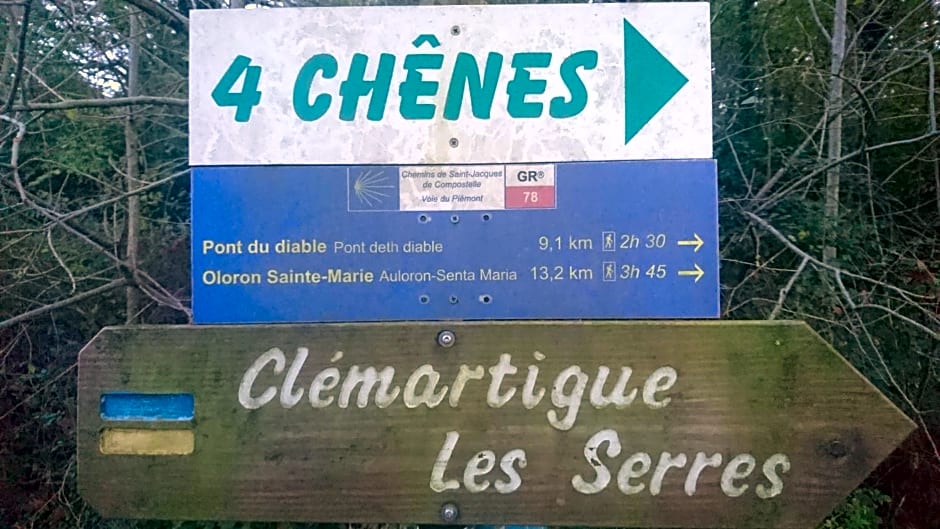 4 CHÊNES
Chemins de Saint-Jacques
de Compostelle
Voie du Piémont
GR®
78
Pont du diable Pont deth diable 9,1 km 2h 30
Oloron Sainte-Marie Auloron-Senta Maria 13,2 km 3h 45
Clémartigue
Les Serres